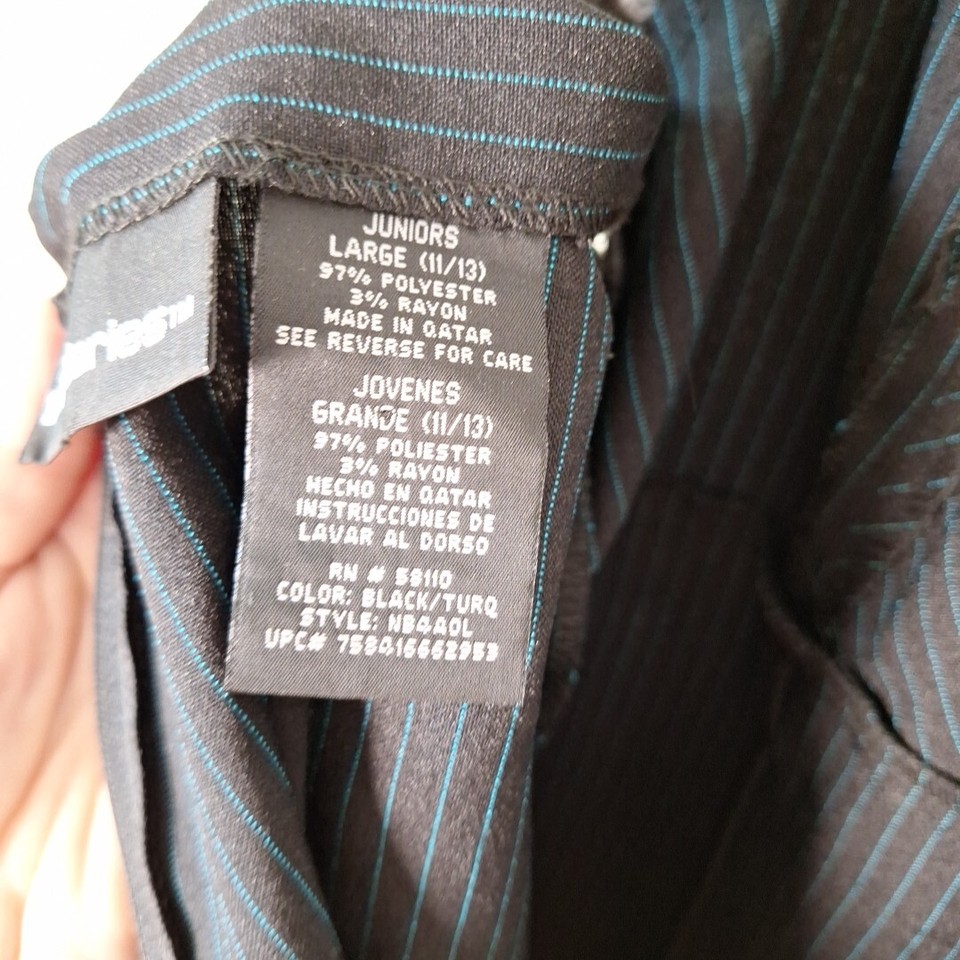 JUNIORS
LARGE (11/13)
97% POLYESTER
3% RAYON
MADE IN QATAR
SEE REVERSE FOR CARE
JOVENES
GRANDE (11/13)
97% POLIESTER
3% RAYON
HECHO EN QATAR
INSTRUCCIONES DE
LAVAR AL DORSO
RN # 58110
COLOR: BLACK/TURQ
STYLE: NB4A0L
UPC# 758416662953